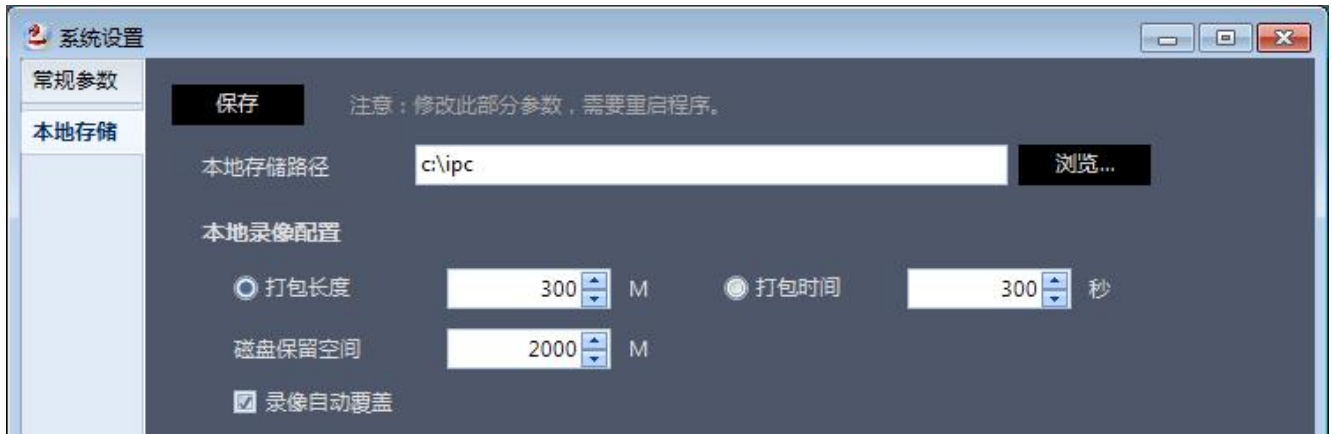 系统设置
常规参数
本地存储
保存 注意：修改此部分参数，需要重启程序。
本地存储路径 c:\ipc 浏览...
本地录像配置
打包长度 300 M 打包时间 300 秒
磁盘保留空间 2000 M
录像自动覆盖